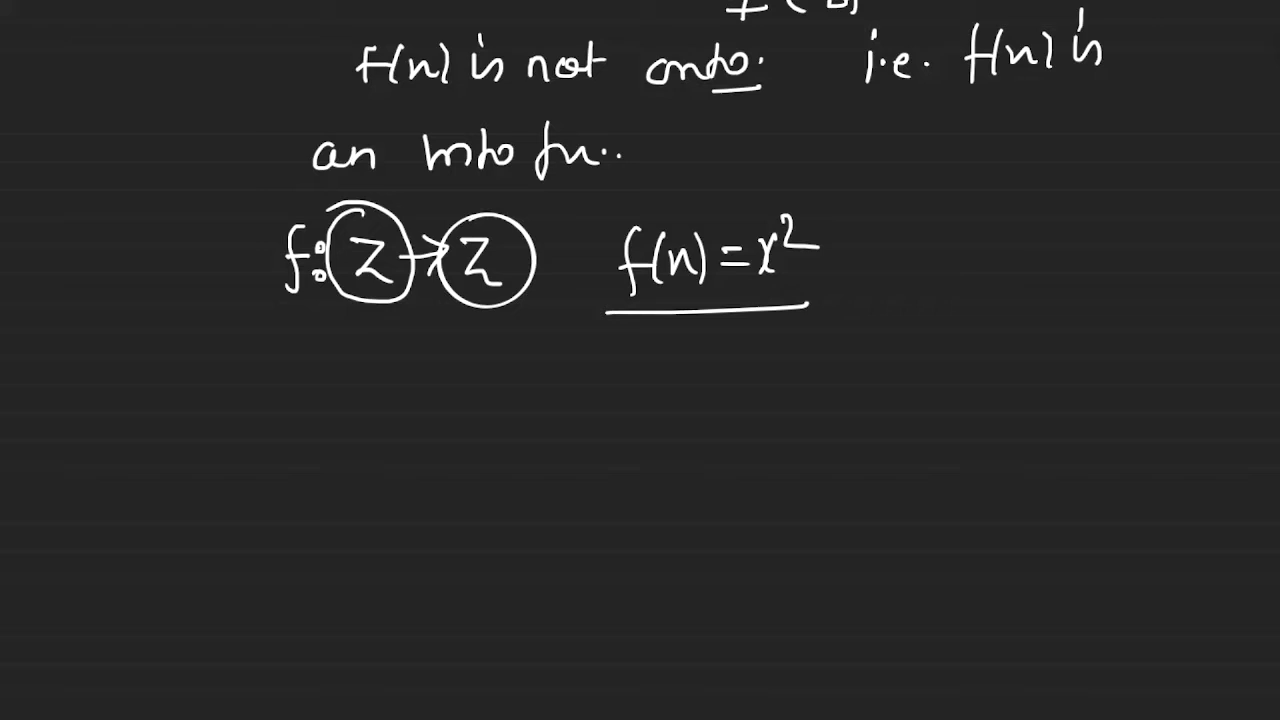 f(x) is not onto. i.e. f(x) is
an into fn..
f: Z → Z f(x) = x²